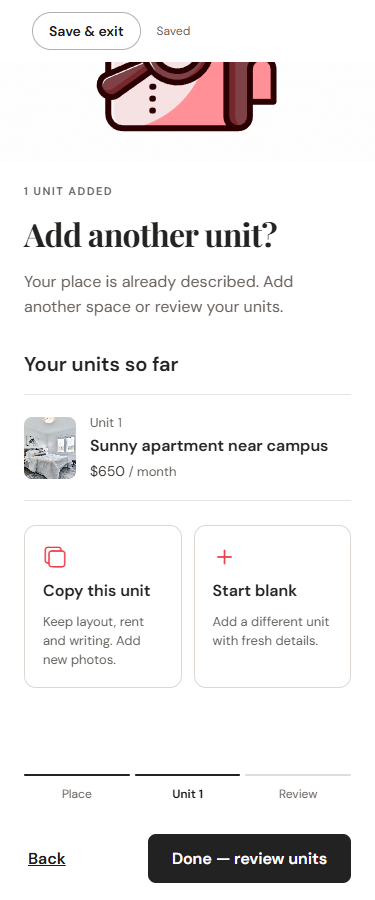 Save & exit
Saved
1 UNIT ADDED
Add another unit?
Your place is already described. Add
another space or review your units.
Your units so far
Unit 1
Sunny apartment near campus
$650 / month
Copy this unit
Keep layout, rent
and writing. Add
new photos.
Start blank
Add a different unit
with fresh details.
Place
Unit 1
Review
Back
Done — review units